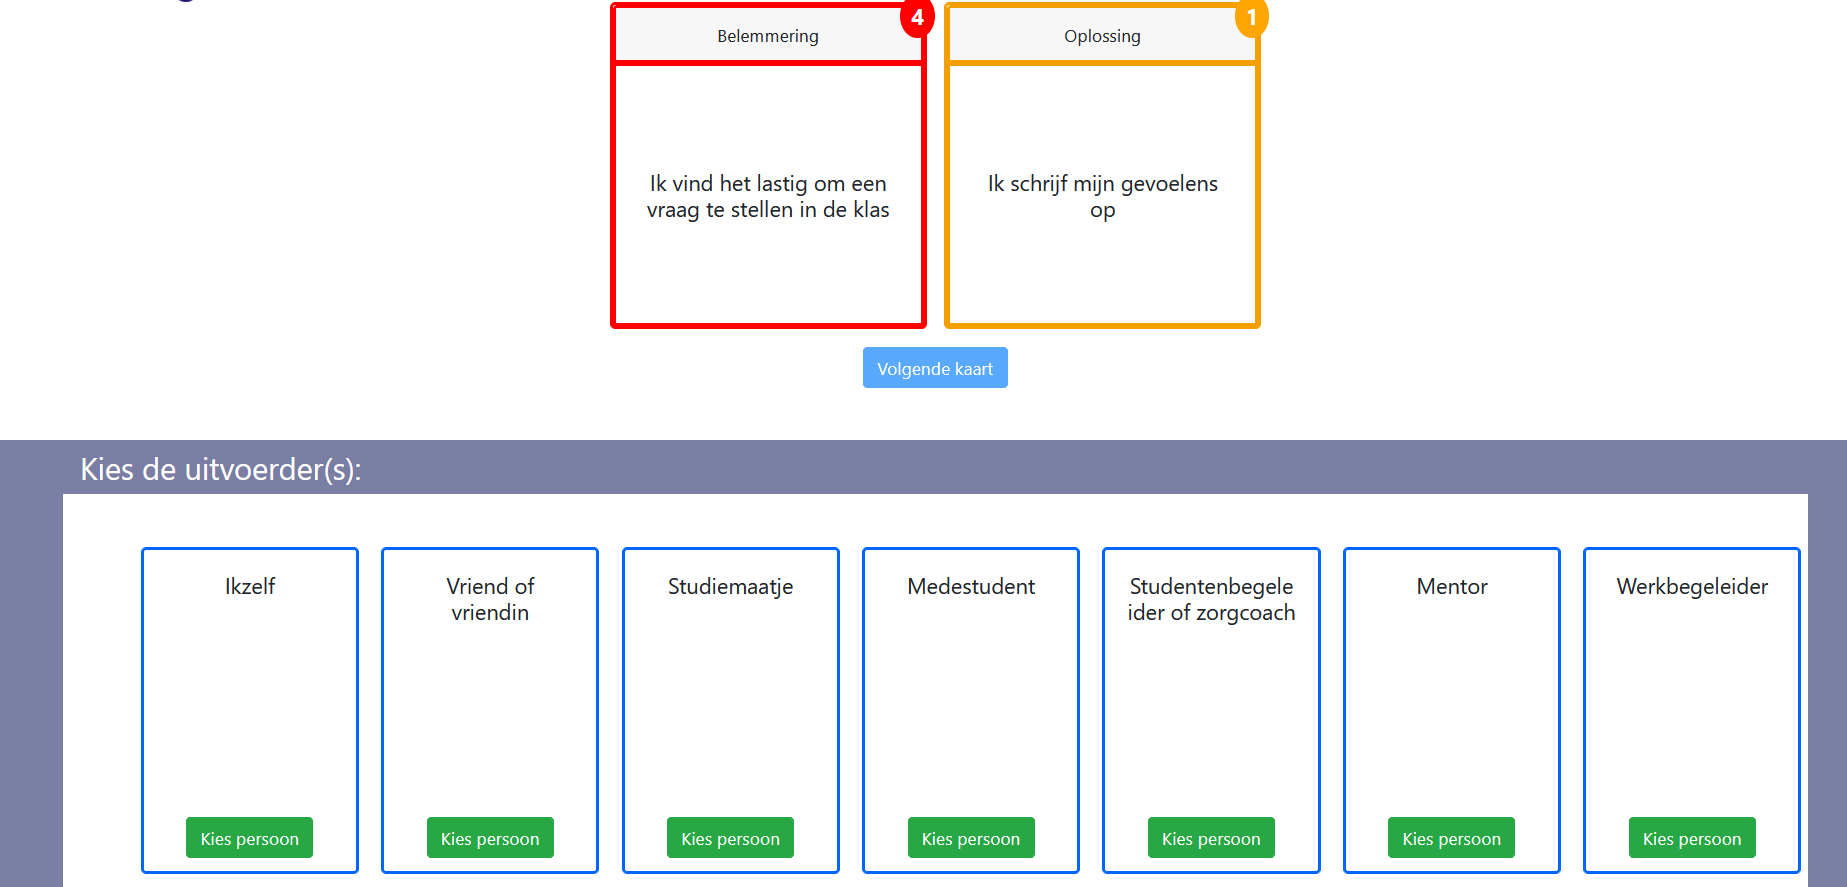 Belemmering
4
Ik vind het lastig om een
vraag te stellen in de klas
Oplossing
1
Ik schrijf mijn gevoelens
op
Volgende kaart
Kies de uitvoerder(s):
Ikzelf
Kies persoon
Vriend of
vriendin
Kies persoon
Studiemaatje
Kies persoon
Medestudent
Kies persoon
Studentenbegele
ider of zorgcoach
Kies persoon
Mentor
Kies persoon
Werkbegeleider
Kies persoon